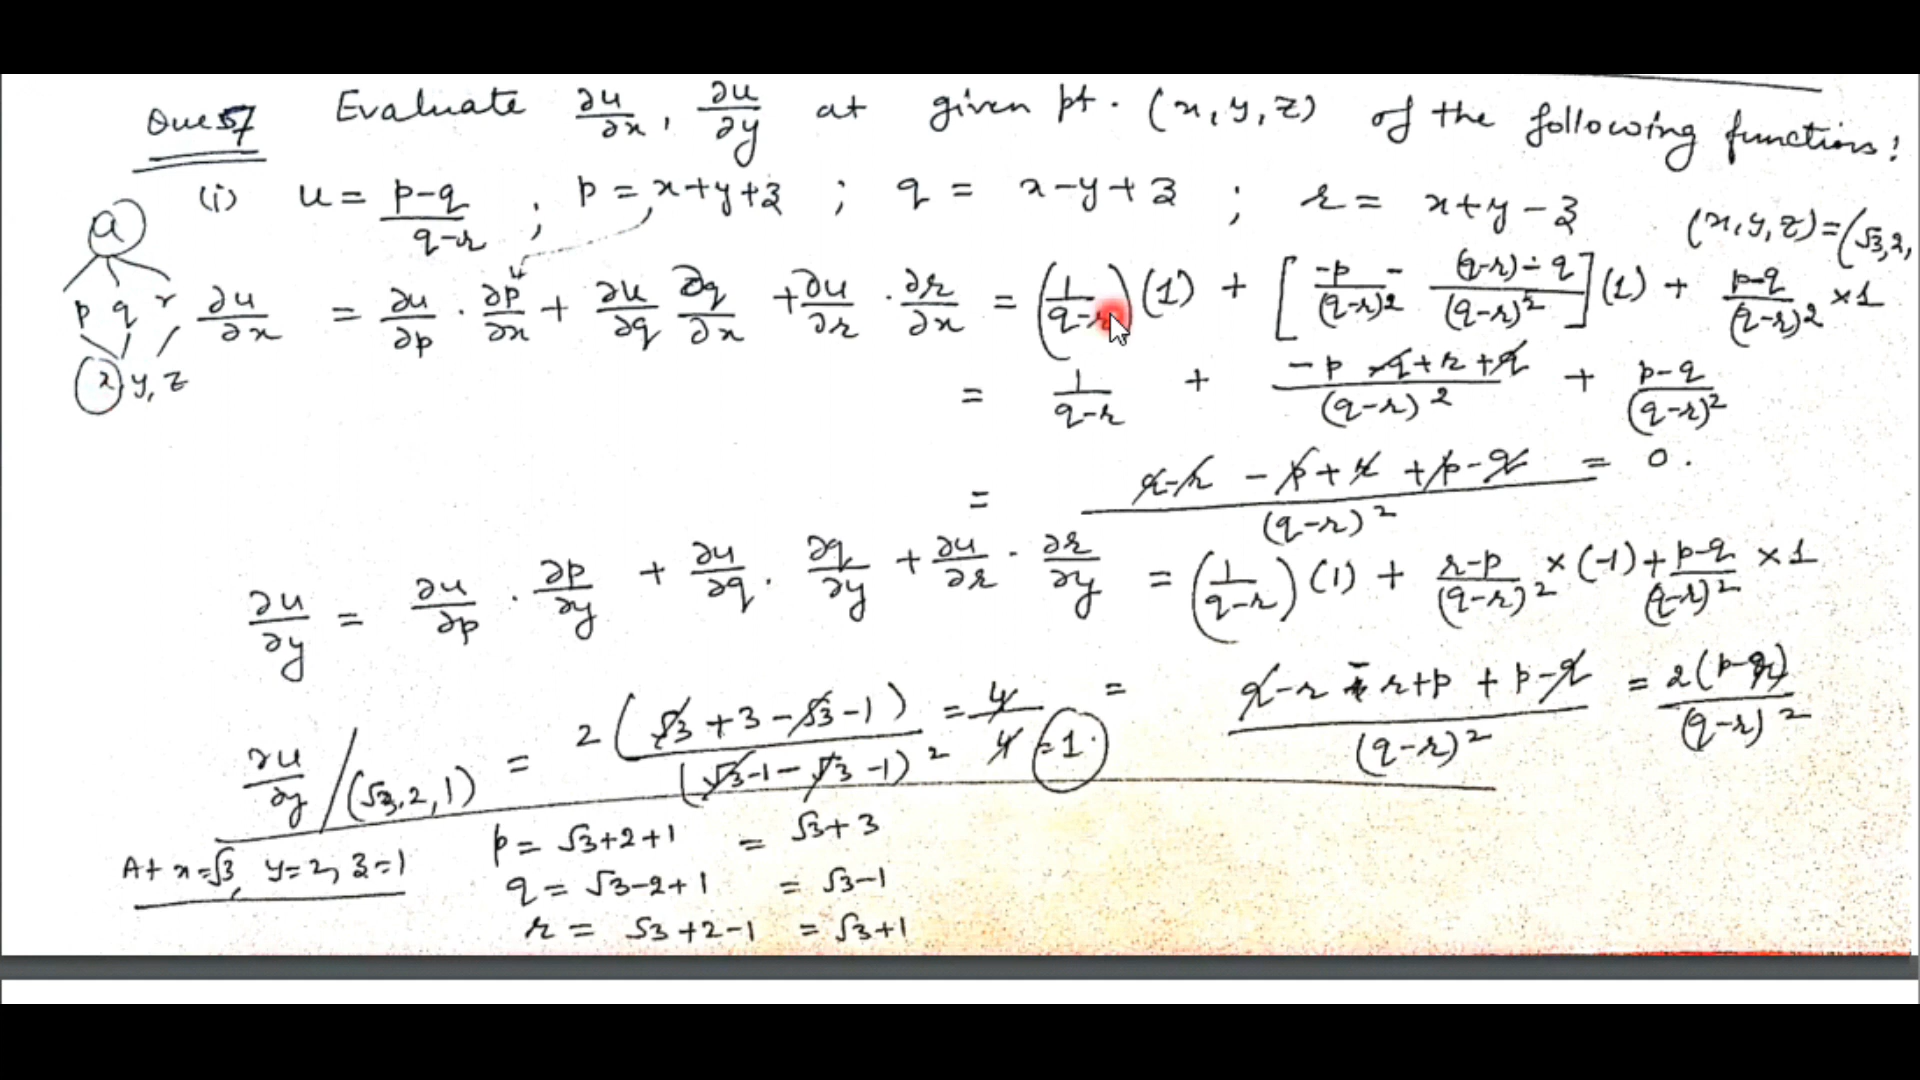 Que 57 Evaluate ∂u/∂x, ∂u/∂y at given pt. (x, y, z) of the following functions:
(i) u = (p-q)/(q-r) ; p = x+y+z ; q = x-y+z ; r = x+y-z (x, y, z) = (√3, 2,
u
p q r
x, y, z
∂u/∂x = ∂u/∂p · ∂p/∂x + ∂u/∂q ∂q/∂x + ∂u/∂r · ∂r/∂x = (1/(q-r)) (1) + [ -p/(q-r)² - ((q-r) - q)/(q-r)² ] (1) + (p-q)/(q-r)² × 1
= 1/(q-r) + (-p - q + r + q)/(q-r)² + (p-q)/(q-r)²
= (q - r - p + r + p - q)/(q-r)² = 0.
∂u/∂y = ∂u/∂p · ∂p/∂y + ∂u/∂q · ∂q/∂y + ∂u/∂r · ∂r/∂y = (1/(q-r)) (1) + (r-p)/(q-r)² × (-1) + (p-q)/(q-r)² × 1
= (q - r - r + p + p - q)/(q-r)² = 2(p-r)/(q-r)²
∂u/∂y /(√3, 2, 1) = 2(√3 + 3 - √3 - 1)/(√3 - 1 - √3 - 1)² = 4/4 = 1.
At x = √3, y = 2, z = 1 p = √3+2+1 = √3+3
q = √3-2+1 = √3-1
r = √3+2-1 = √3+1